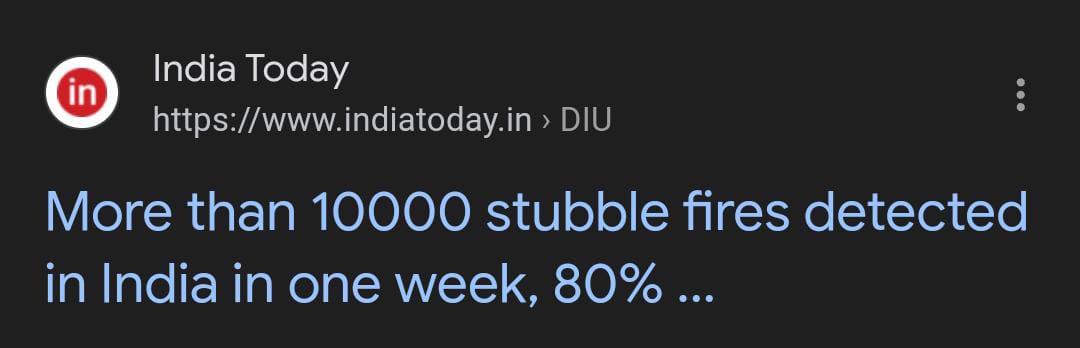 in
India Today
https://www.indiatoday.in › DIU
More than 10000 stubble fires detected
in India in one week, 80% ...